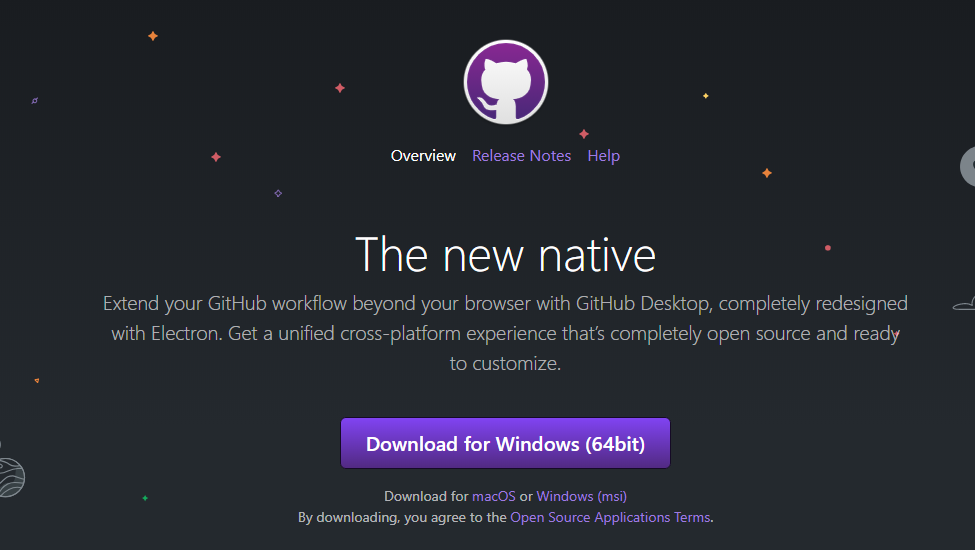 Overview Release Notes Help
The new native
Extend your GitHub workflow beyond your browser with GitHub Desktop, completely redesigned
with Electron. Get a unified cross-platform experience that’s completely open source and ready
to customize.
Download for Windows (64bit)
Download for macOS or Windows (msi)
By downloading, you agree to the Open Source Applications Terms.